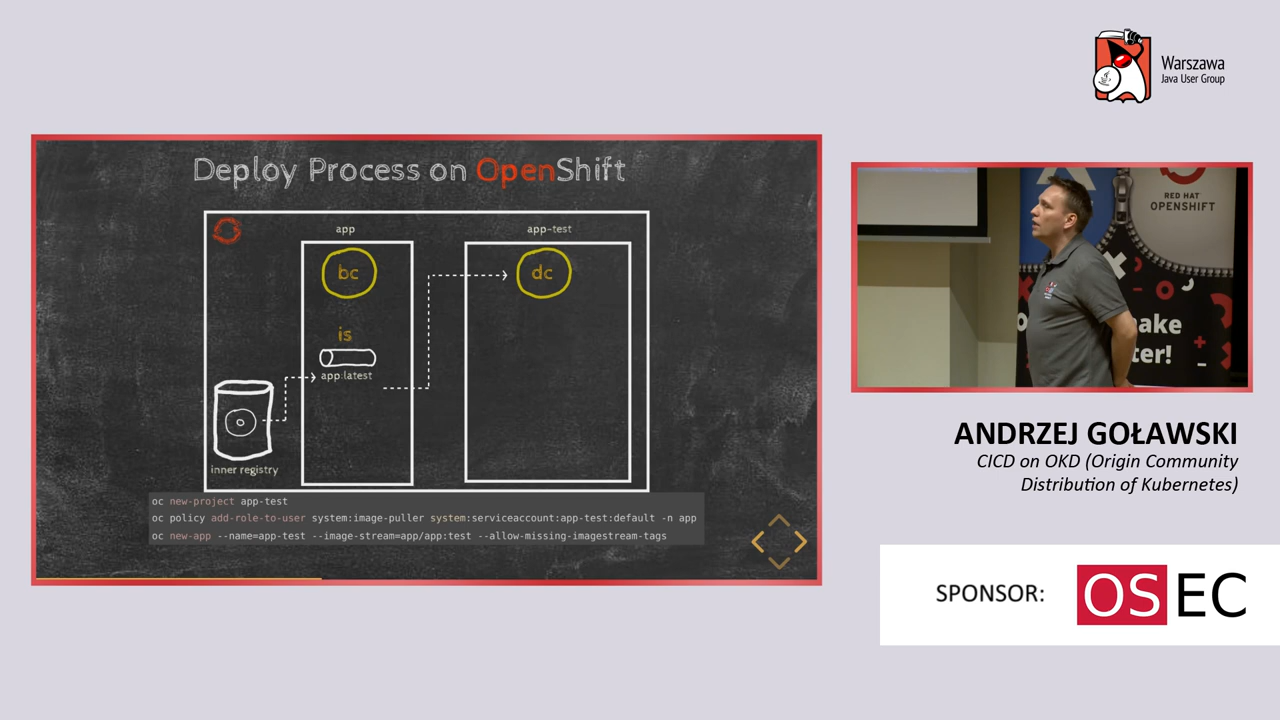 Warszawa
Java User Group
Deploy Process on OpenShift
app
app-test
bc
dc
is
app:latest
inner registry
oc new-project app-test
oc policy add-role-to-user system:image-puller system:serviceaccount:app-test:default -n app
oc new-app --name=app-test --image-stream=app/app:test --allow-missing-imagestream-tags
RED HAT
OPENSHIFT
ake
ter!
ANDRZEJ GOŁAWSKI
CICD on OKD (Origin Community
Distribution of Kubernetes)
SPONSOR:
OSEC